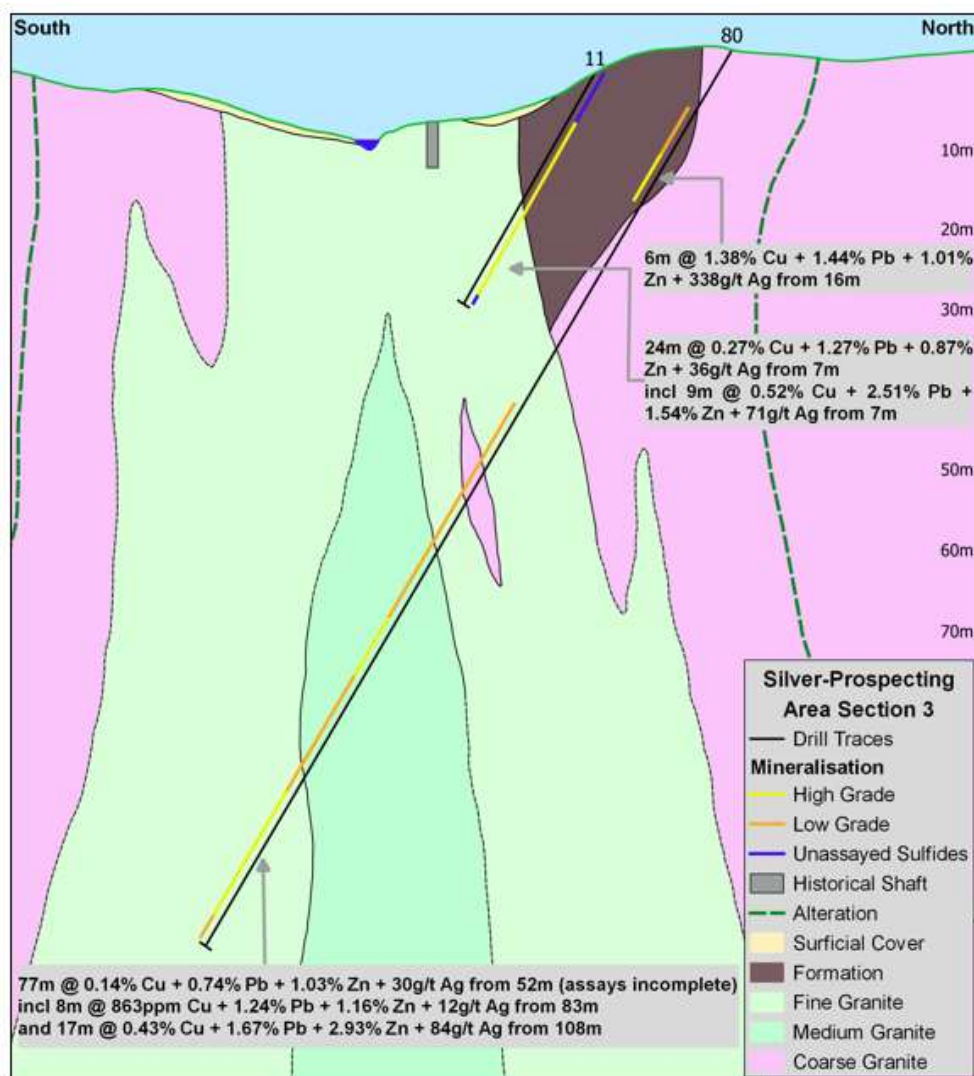 South
North
80
11
10m
20m
6m @ 1.38% Cu + 1.44% Pb + 1.01%
Zn + 338g/t Ag from 16m
30m
24m @ 0.27% Cu + 1.27% Pb + 0.87%
Zn + 36g/t Ag from 7m
incl 9m @ 0.52% Cu + 2.51% Pb +
1.54% Zn + 71g/t Ag from 7m
50m
60m
70m
Silver-Prospecting
Area Section 3
Drill Traces
Mineralisation
High Grade
Low Grade
Unassayed Sulfides
Historical Shaft
Alteration
Surficial Cover
Formation
Fine Granite
Medium Granite
Coarse Granite
77m @ 0.14% Cu + 0.74% Pb + 1.03% Zn + 30g/t Ag from 52m (assays incomplete)
incl 8m @ 863ppm Cu + 1.24% Pb + 1.16% Zn + 12g/t Ag from 83m
and 17m @ 0.43% Cu + 1.67% Pb + 2.93% Zn + 84g/t Ag from 108m